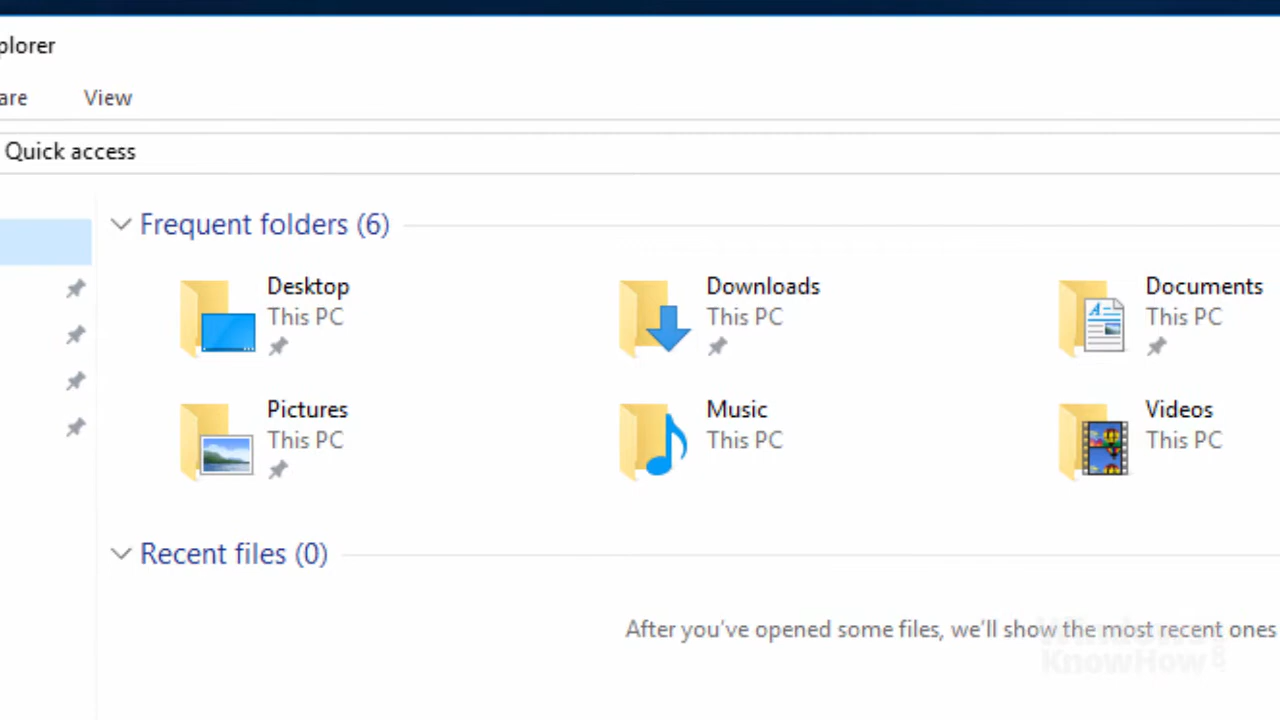 plorer
are View
Quick access
Frequent folders (6)
Desktop
This PC
Downloads
This PC
Documents
This PC
Pictures
This PC
Music
This PC
Videos
This PC
Recent files (0)
After you've opened some files, we'll show the most recent ones
Windows
KnowHow